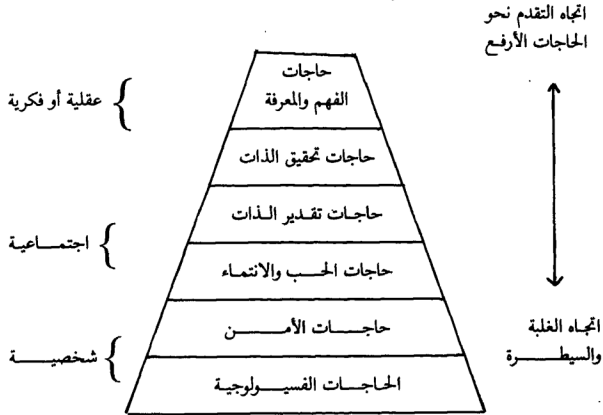 اتجاه التقدم نحو
الحاجات الأرفع
حاجات
الفهم والمعرفة
عقلية أو فكرية
حاجات تحقيق الذات
حاجات تقدير الذات
اجتماعية
حاجات الحب والانتماء
اتجاه الغلبة
والسيطرة
حاجات الأمن
شخصية
الحاجات الفسيولوجية